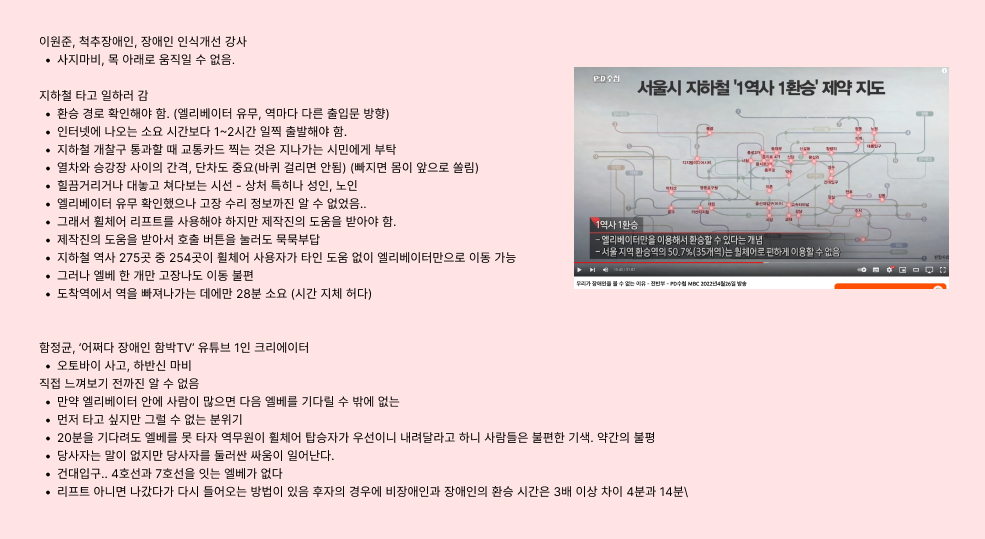 이원준, 척추장애인, 장애인 인식개선 강사
• 사지마비, 목 아래로 움직일 수 없음.
지하철 타고 일하러 감
• 환승 경로 확인해야 함. (엘리베이터 유무, 역마다 다른 출입문 방향)
• 인터넷에 나오는 소요 시간보다 1~2시간 일찍 출발해야 함.
• 지하철 개찰구 통과할 때 교통카드 찍는 것은 지나가는 시민에게 부탁
• 열차와 승강장 사이의 간격, 단차도 중요(바퀴 걸리면 안됨) (빠지면 몸이 앞으로 쏠림)
• 힐끔거리거나 대놓고 쳐다보는 시선 - 상처 특히나 성인, 노인
• 엘리베이터 유무 확인했으나 고장 수리 정보까진 알 수 없었음..
• 그래서 휠체어 리프트를 사용해야 하지만 제작진의 도움을 받아야 함.
• 제작진의 도움을 받아서 호출 버튼을 눌러도 묵묵부답
• 지하철 역사 275곳 중 254곳이 휠체어 사용자가 타인 도움 없이 엘리베이터만으로 이동 가능
• 그러나 엘베 한 개만 고장나도 이동 불편
• 도착역에서 역을 빠져나가는 데에만 28분 소요 (시간 지체 허다)
PD수첩
서울시 지하철 '1역사 1환승' 제약 지도
1역사 1환승
- 엘리베이터만을 이용해서 환승할 수 있다는 개념
- 서울 지역 환승역의 50.7%(35개역)는 휠체어로 편하게 이용할 수 없음
우리가 장애인을 볼 수 없는 이유 - 전반부 - PD수첩 MBC 2022년4월26일 방송
함정균, ‘어쩌다 장애인 함박TV’ 유튜브 1인 크리에이터
• 오토바이 사고, 하반신 마비
직접 느껴보기 전까진 알 수 없음
• 만약 엘리베이터 안에 사람이 많으면 다음 엘베를 기다릴 수 밖에 없는
• 먼저 타고 싶지만 그럴 수 없는 분위기
• 20분을 기다려도 엘베를 못 타자 역무원이 휠체어 탑승자가 우선이니 내려달라고 하니 사람들은 불편한 기색. 약간의 불평
• 당사자는 말이 없지만 당사자를 둘러싼 싸움이 일어난다.
• 건대입구.. 4호선과 7호선을 잇는 엘베가 없다
• 리프트 아니면 나갔다가 다시 들어오는 방법이 있음 후자의 경우에 비장애인과 장애인의 환승 시간은 3배 이상 차이 4분과 14분\